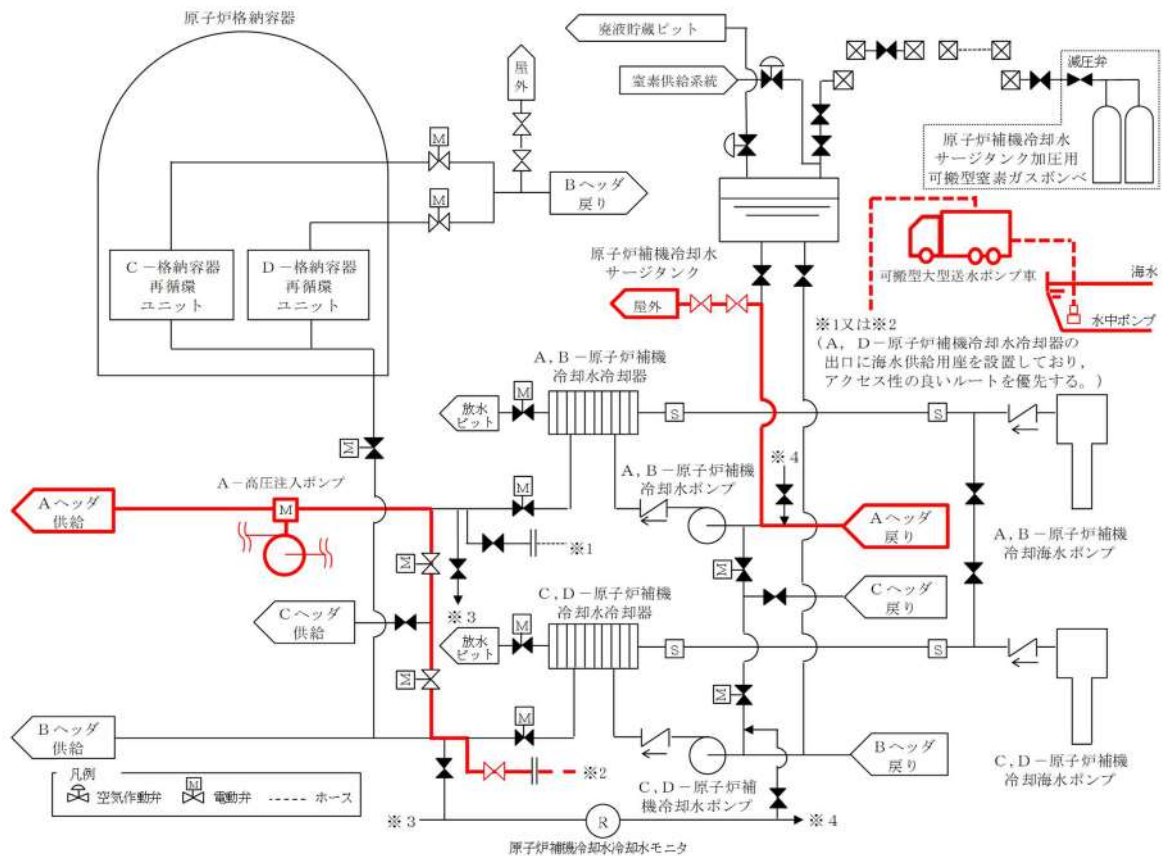 原子炉格納容器
屋外
M
M
Bヘッダ
戻り
C－格納容器
再循環
ユニット
D－格納容器
再循環
ユニット
廃液貯蔵ピット
窒素供給系統
減圧弁
原子炉補機冷却水
サージタンク加圧用
可搬型窒素ガスボンベ
原子炉補機冷却水
サージタンク
屋外
可搬型大型送水ポンプ車
海水
水中ポンプ
※1又は※2
（A，D－原子炉補機冷却水冷却器の
出口に海水供給用座を設置しており，
アクセス性の良いルートを優先する。）
A，B－原子炉補機
冷却水冷却器
放水
ピット
M
S
S
M
A－高圧注入ポンプ
Aヘッダ
供給
M
M
※1
A，B－原子炉補機
冷却水ポンプ
※4
Aヘッダ
戻り
A，B－原子炉補機
冷却海水ポンプ
M
M
※3
Cヘッダ
供給
C，D－原子炉補機
冷却水冷却器
Cヘッダ
戻り
放水
ピット
M
S
S
M
M
Bヘッダ
供給
M
※2
Bヘッダ
戻り
C，D－原子炉補機
冷却海水ポンプ
C，D－原子炉補
機冷却水ポンプ
凡例
空気作動弁
M
電動弁
ホース
※3
R
※4
原子炉補機冷却水冷却水モニタ